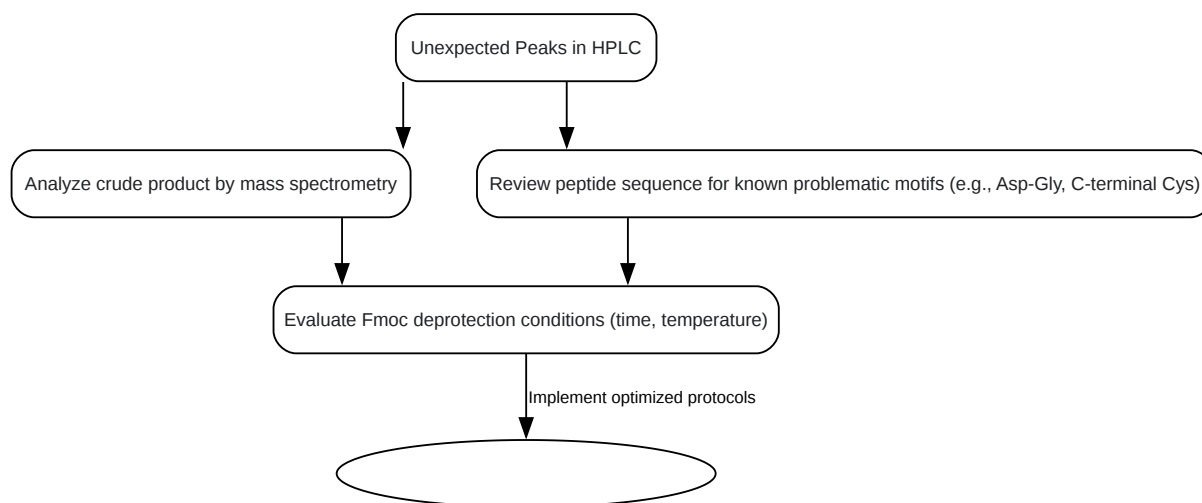 Unexpected Peaks in HPLC
Analyze crude product by mass spectrometry
Review peptide sequence for known problematic motifs (e.g., Asp-Gly, C-terminal Cys)
Evaluate Fmoc deprotection conditions (time, temperature)
Implement optimized protocols